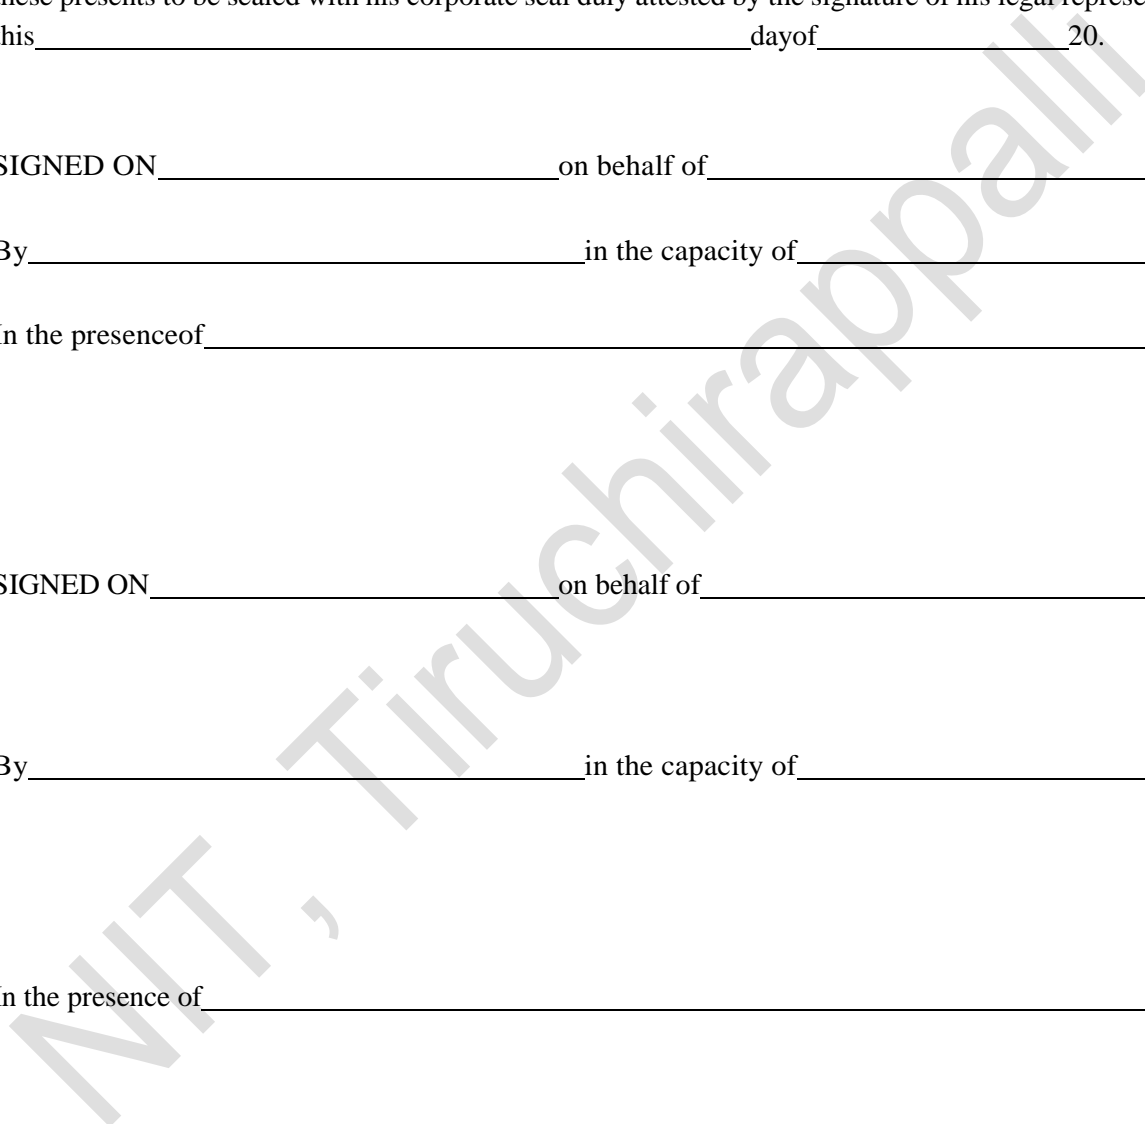 these presents to be sealed with his corporate seal duly attested by the signature of his legal represe
this dayof 20.
SIGNED ON on behalf of
By in the capacity of
In the presenceof
SIGNED ON on behalf of
By in the capacity of
In the presence of
NIT , Tiruchirappalli